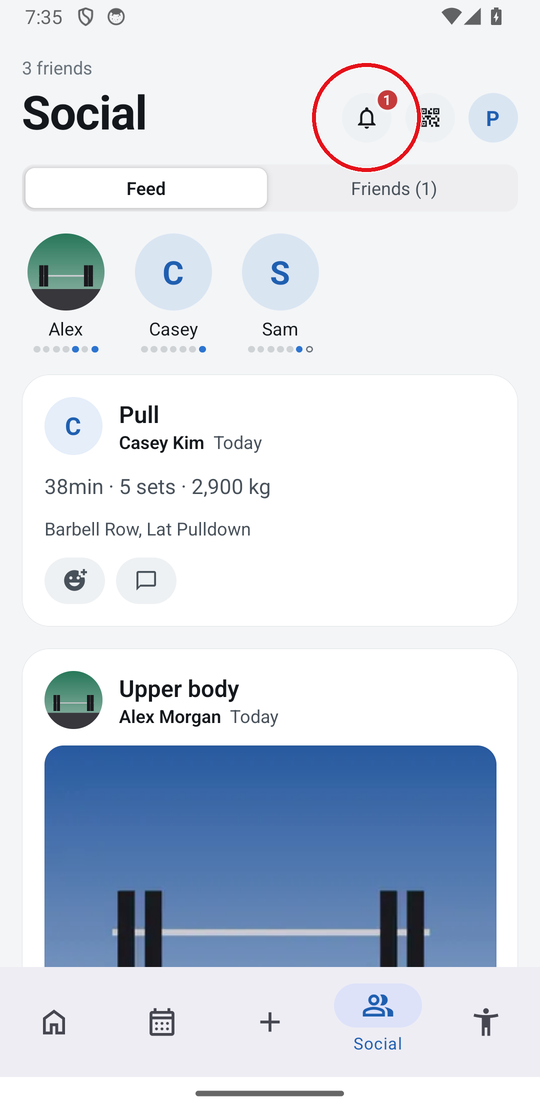 7:35
3 friends
Social
1
P
Feed
Friends (1)
C
S
Alex
Casey
Sam
C
Pull
Casey Kim Today
38min · 5 sets · 2,900 kg
Barbell Row, Lat Pulldown
Upper body
Alex Morgan Today
Social